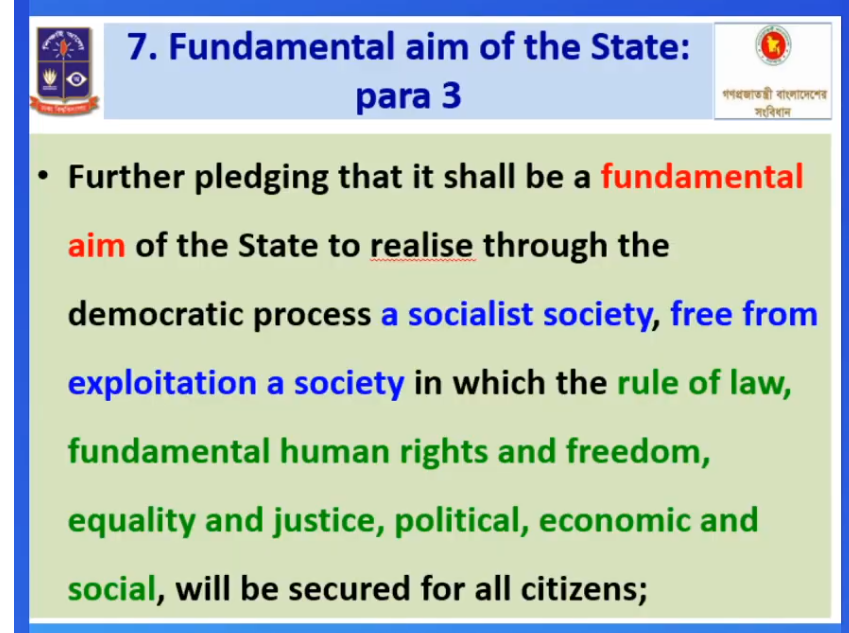 7. Fundamental aim of the State:
para 3
গণপ্রজাতন্ত্রী বাংলাদেশের
সংবিধান
• Further pledging that it shall be a fundamental
aim of the State to realise through the
democratic process a socialist society, free from
exploitation a society in which the rule of law,
fundamental human rights and freedom,
equality and justice, political, economic and
social, will be secured for all citizens;